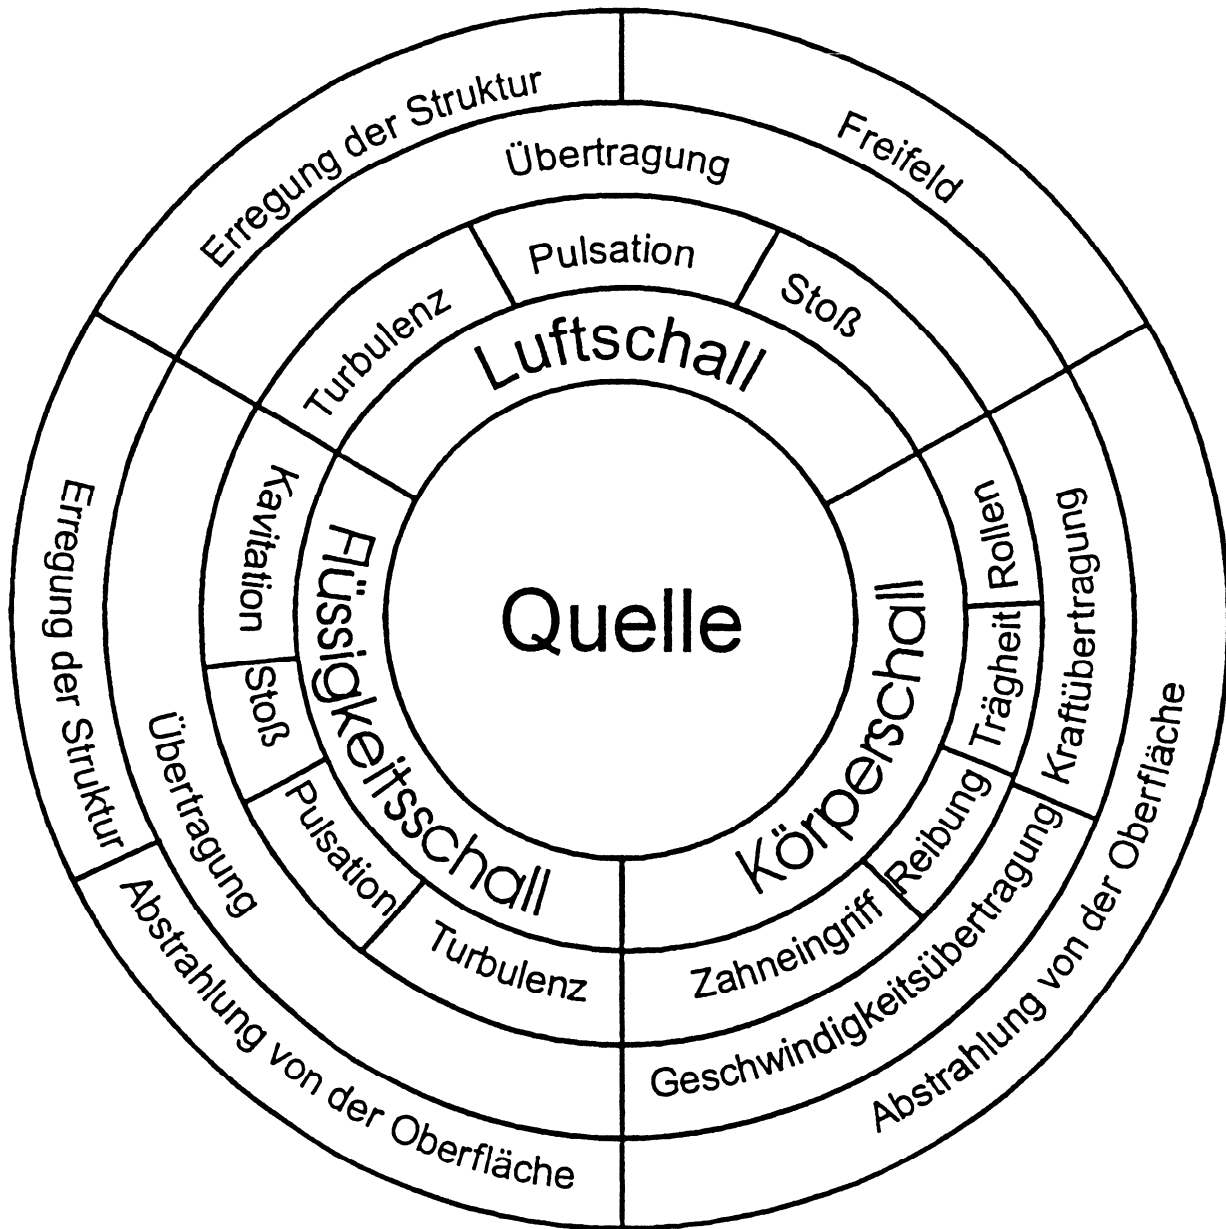 Erregung der Struktur
Freifeld
Übertragung
Turbulenz
Pulsation
Stoß
Luftschall
Quelle
Körperschall
Rollen
Trägheit
Reibung
Zahneingriff
Kraftübertragung
Geschwindigkeitsübertragung
Abstrahlung von der Oberfläche
Flüssigkeitsschall
Kavitation
Stoß
Pulsation
Turbulenz
Übertragung
Erregung der Struktur
Abstrahlung von der Oberfläche